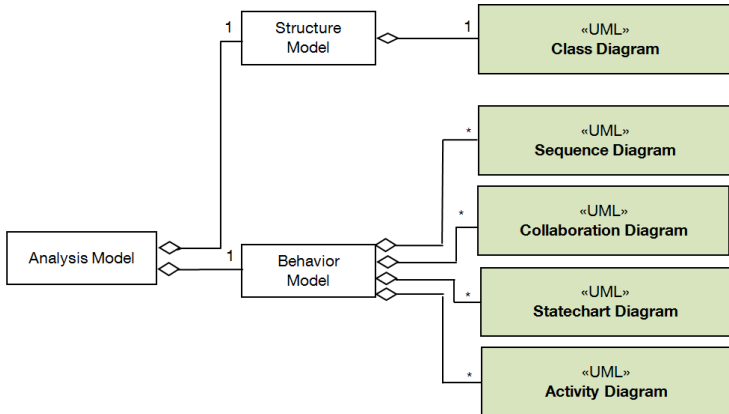 1
Structure
Model
1
«UML»
Class Diagram
*
«UML»
Sequence Diagram
*
«UML»
Collaboration Diagram
Analysis Model
1
Behavior
Model
*
«UML»
Statechart Diagram
*
«UML»
Activity Diagram